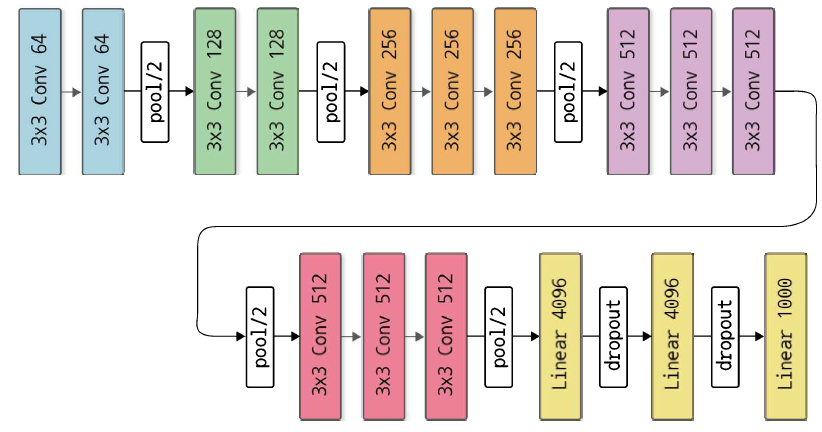 3x3 Conv 64
3x3 Conv 64
pool/2
3x3 Conv 128
3x3 Conv 128
pool/2
3x3 Conv 256
3x3 Conv 256
3x3 Conv 256
pool/2
3x3 Conv 512
3x3 Conv 512
3x3 Conv 512
pool/2
3x3 Conv 512
3x3 Conv 512
3x3 Conv 512
pool/2
Linear 4096
dropout
Linear 4096
dropout
Linear 1000